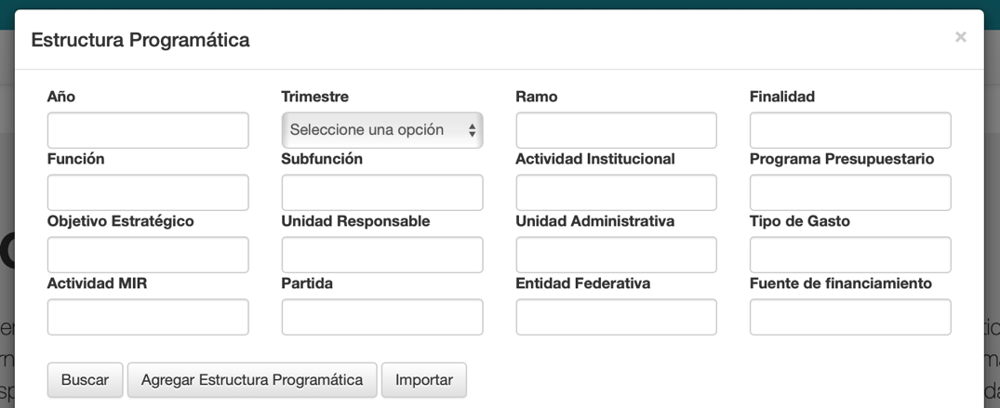 Estructura Programática ×
Año Trimestre Ramo Finalidad
Seleccione una opción
Función Subfunción Actividad Institucional Programa Presupuestario
Objetivo Estratégico Unidad Responsable Unidad Administrativa Tipo de Gasto
Actividad MIR Partida Entidad Federativa Fuente de financiamiento
Buscar Agregar Estructura Programática Importar